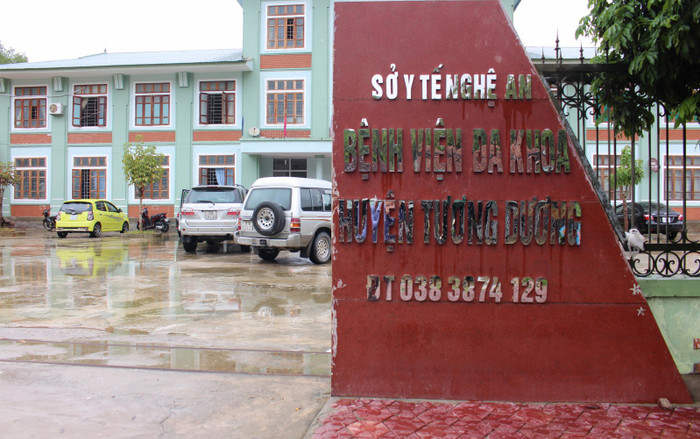 SỞ Y TẾ NGHỆ AN
BỆNH VIỆN ĐA KHOA
HUYỆN TƯƠNG DƯƠNG
ĐT 038 3874 129